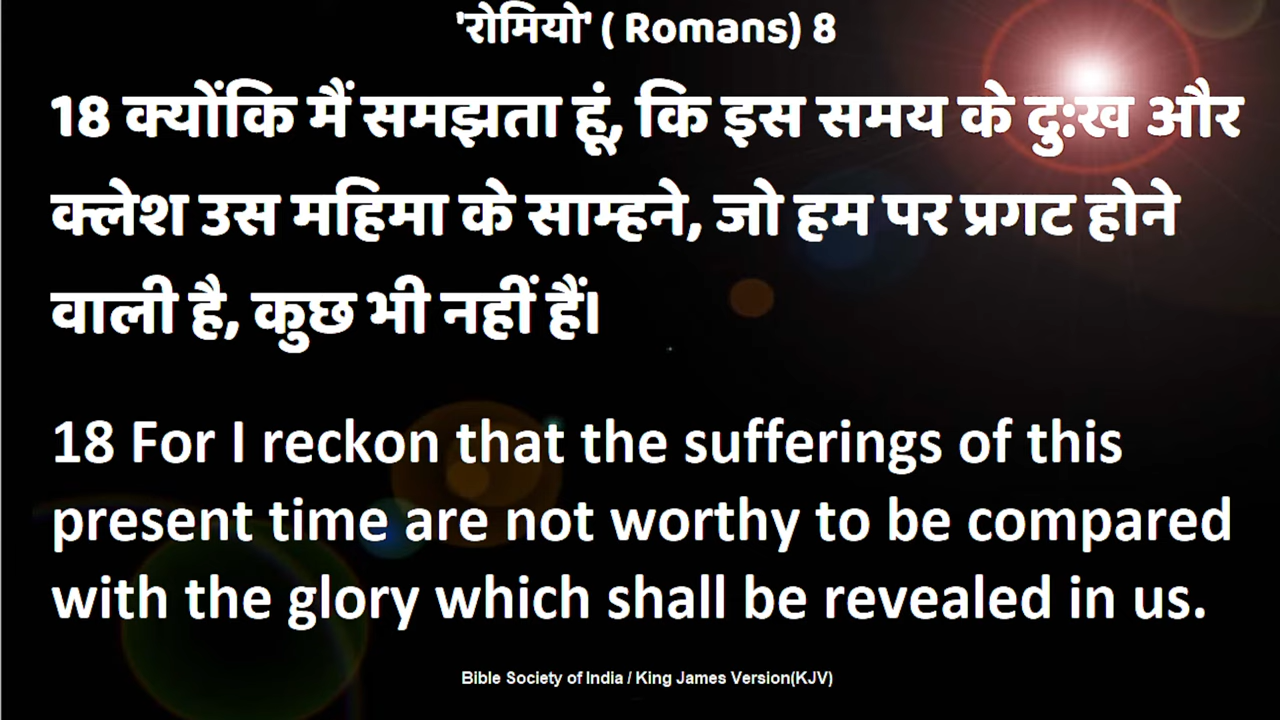 'रोमियो' ( Romans) 8
18 क्योंकि मैं समझता हूं, कि इस समय के दु:ख और
क्लेश उस महिमा के साम्हने, जो हम पर प्रगट होने
वाली है, कुछ भी नहीं हैं।
18 For I reckon that the sufferings of this
present time are not worthy to be compared
with the glory which shall be revealed in us.
Bible Society of India / King James Version(KJV)